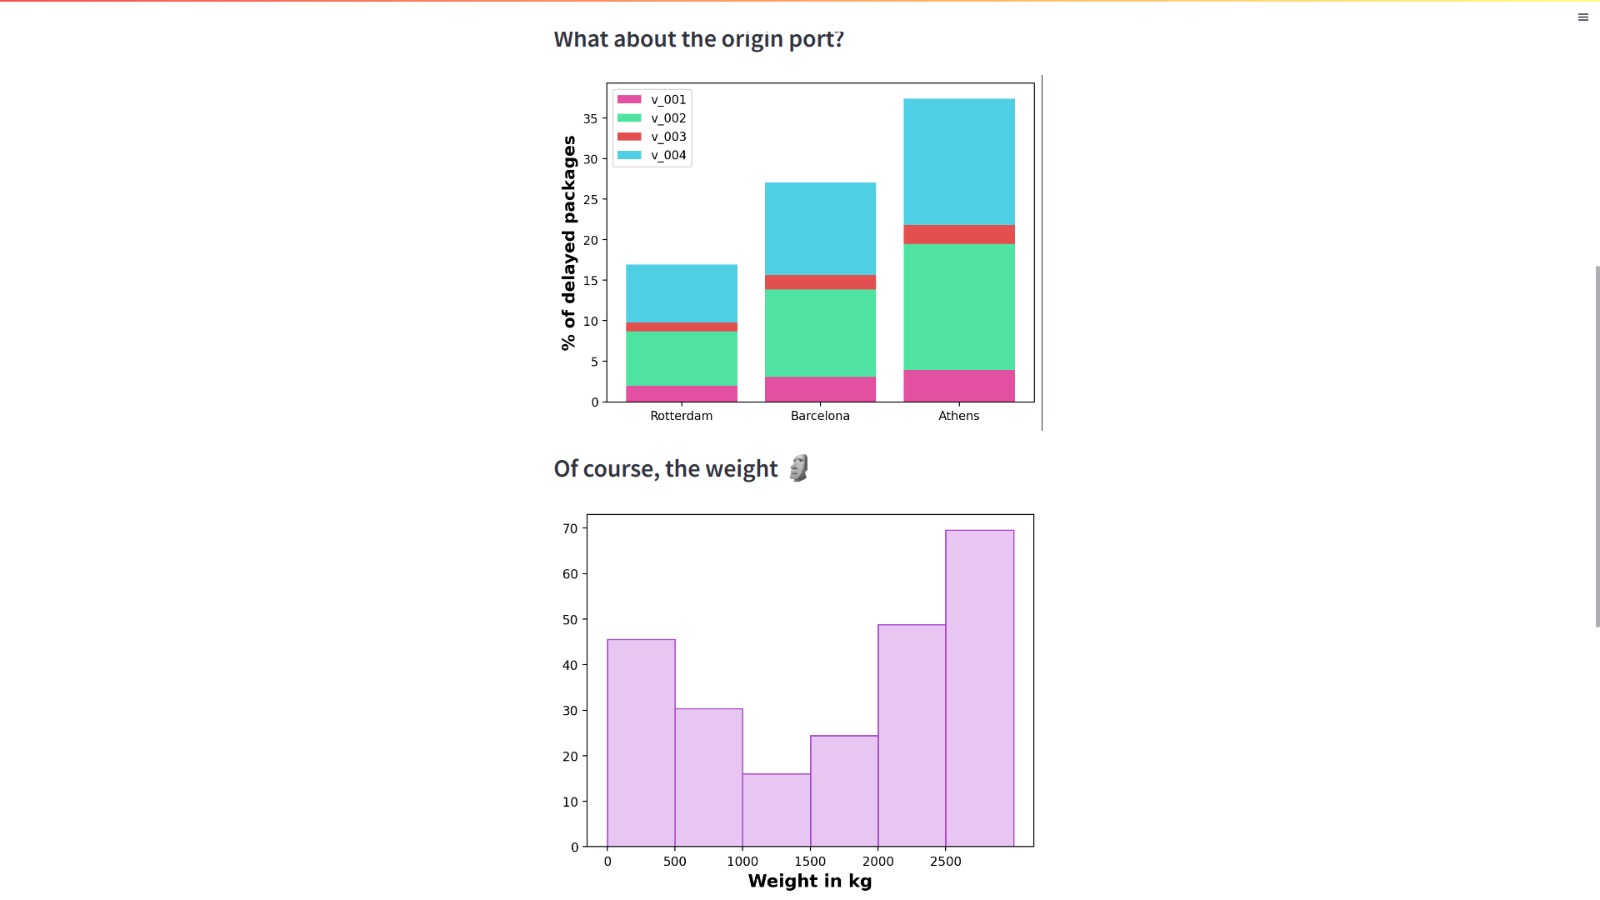 What about the origin port?
v_001
v_002
v_003
v_004
% of delayed packages
35
30
25
20
15
10
5
0
Rotterdam Barcelona Athens
Of course, the weight 🗿
70
60
50
40
30
20
10
0
0 500 1000 1500 2000 2500
Weight in kg